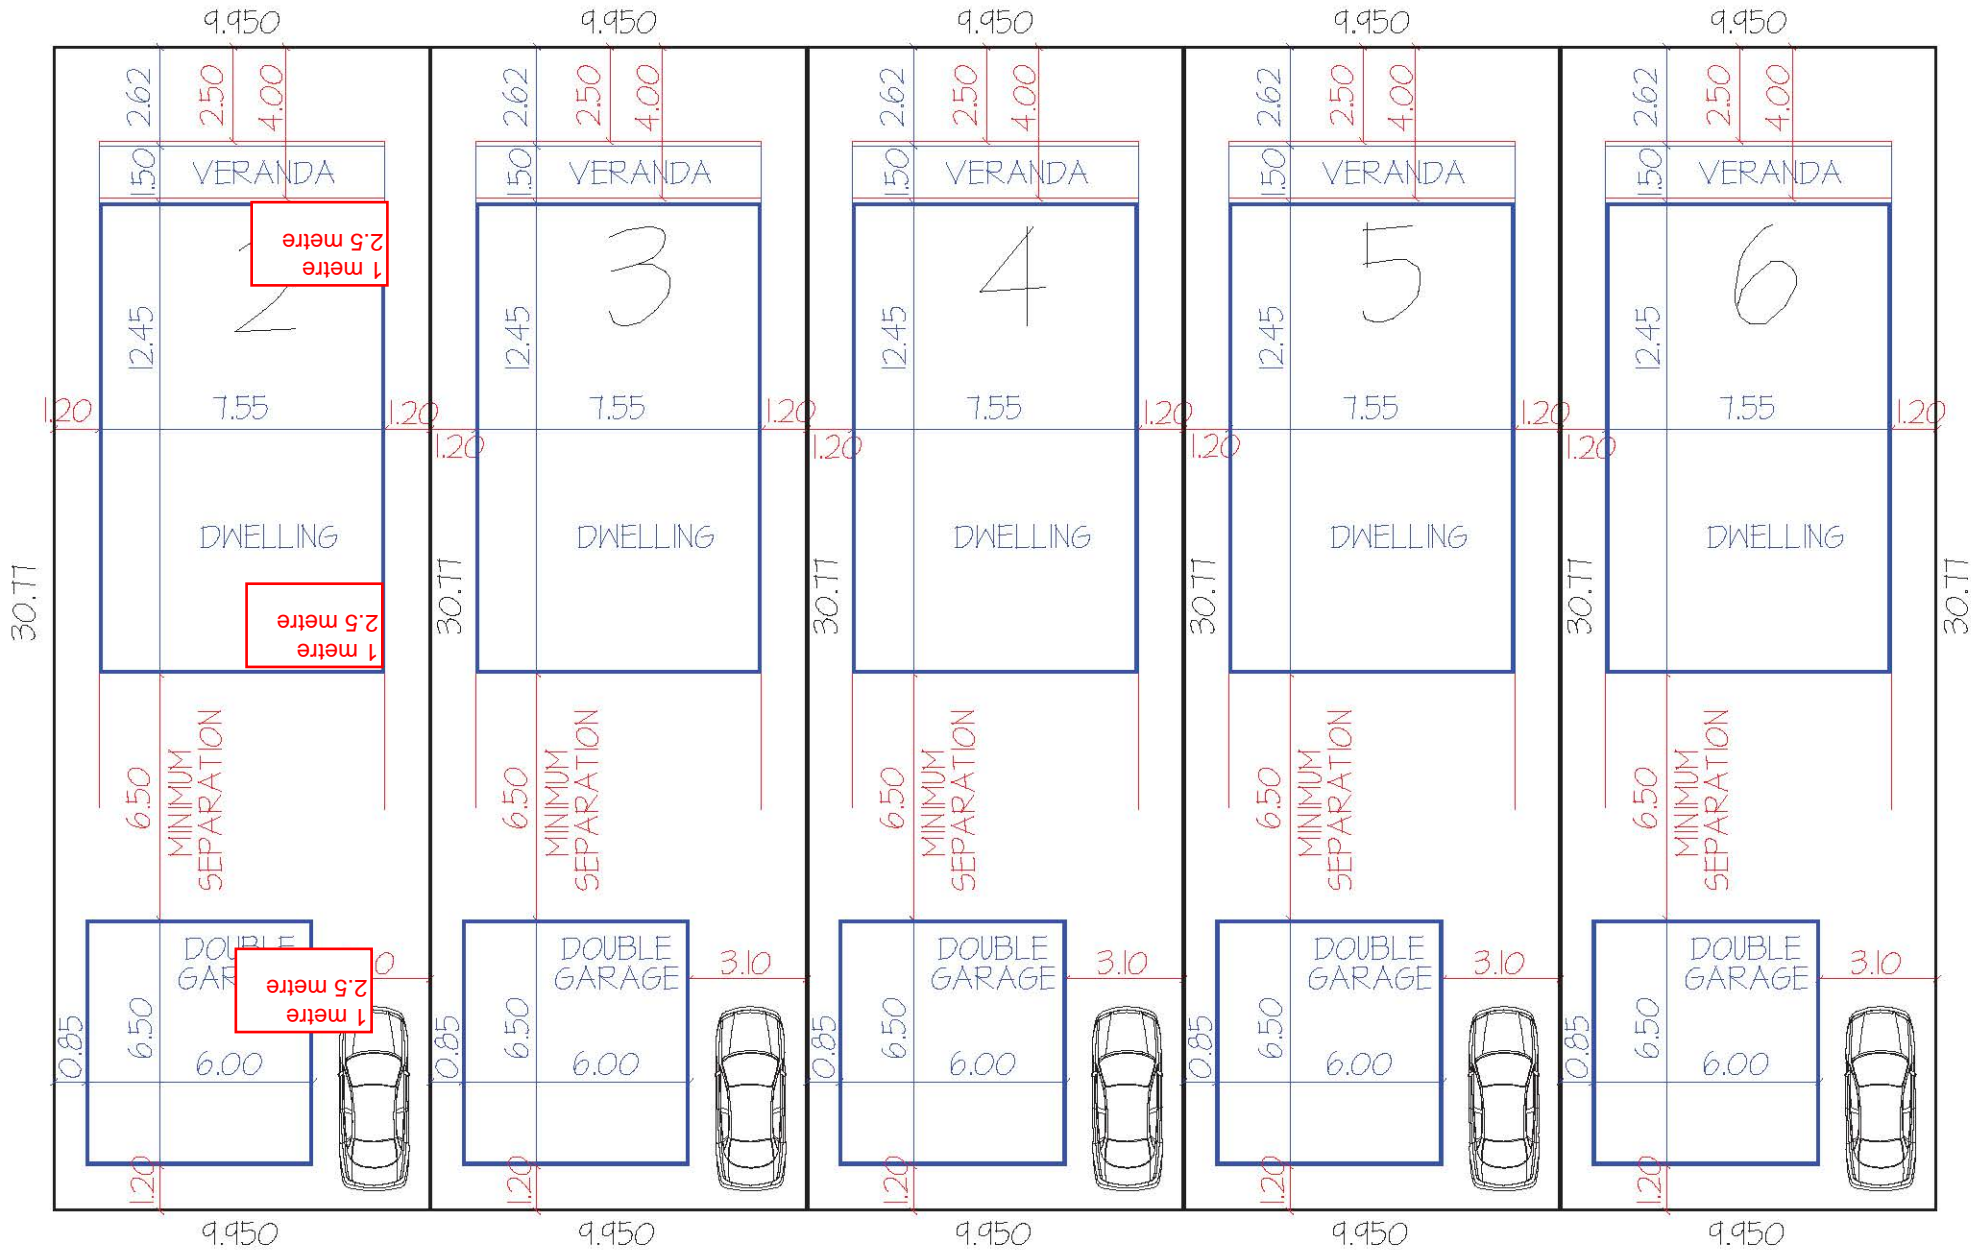 9.950 9.950 9.950 9.950 9.950
2.62 2.50 4.00 2.62 2.50 4.00 2.62 2.50 4.00 2.62 2.50 4.00 2.62 2.50 4.00
1.50 VERANDA 1.50 VERANDA 1.50 VERANDA 1.50 VERANDA 1.50 VERANDA
1 metre
2.5 metre
3 4 5 6
12.45 12.45 12.45 12.45 12.45
1.20 7.55 1.20 7.55 1.20 7.55 1.20 7.55 1.20 7.55 1.20
1.20 1.20 1.20 1.20
DWELLING DWELLING DWELLING DWELLING DWELLING
30.77 30.77 30.77 30.77 30.77 30.77
1 metre
2.5 metre
6.50 MINIMUM SEPARATION 6.50 MINIMUM SEPARATION 6.50 MINIMUM SEPARATION 6.50 MINIMUM SEPARATION 6.50 MINIMUM SEPARATION
DOUBLE DOUBLE DOUBLE DOUBLE DOUBLE
GARAGE GARAGE GARAGE GARAGE
3.10 3.10 3.10 3.10
1 metre
2.5 metre
0.85 6.50 0.85 6.50 0.85 6.50 0.85 6.50 0.85 6.50
6.00 6.00 6.00 6.00 6.00
1.20 1.20 1.20 1.20 1.20
9.950 9.950 9.950 9.950 9.950